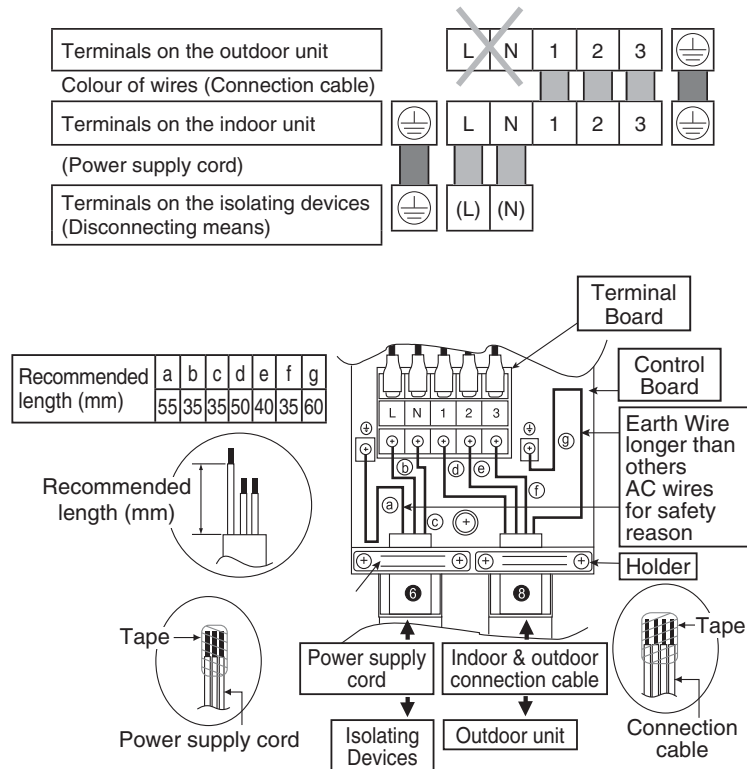 Terminals on the outdoor unit L N 1 2 3
Colour of wires (Connection cable)
Terminals on the indoor unit L N 1 2 3
(Power supply cord)
Terminals on the isolating devices (L) (N)
(Disconnecting means)
Terminal
Board
Recommended a b c d e f g
length (mm) 55 35 35 50 40 35 60
Control
Board
L N 1 2 3
Earth Wire
longer than
others
AC wires
for safety
reason
g
b d e
f
a
c
Recommended
length (mm)
Holder
6 8
Tape
Power supply cord
Power supply
cord
Indoor & outdoor
connection cable
Isolating
Devices
Outdoor unit
Tape
Connection
cable